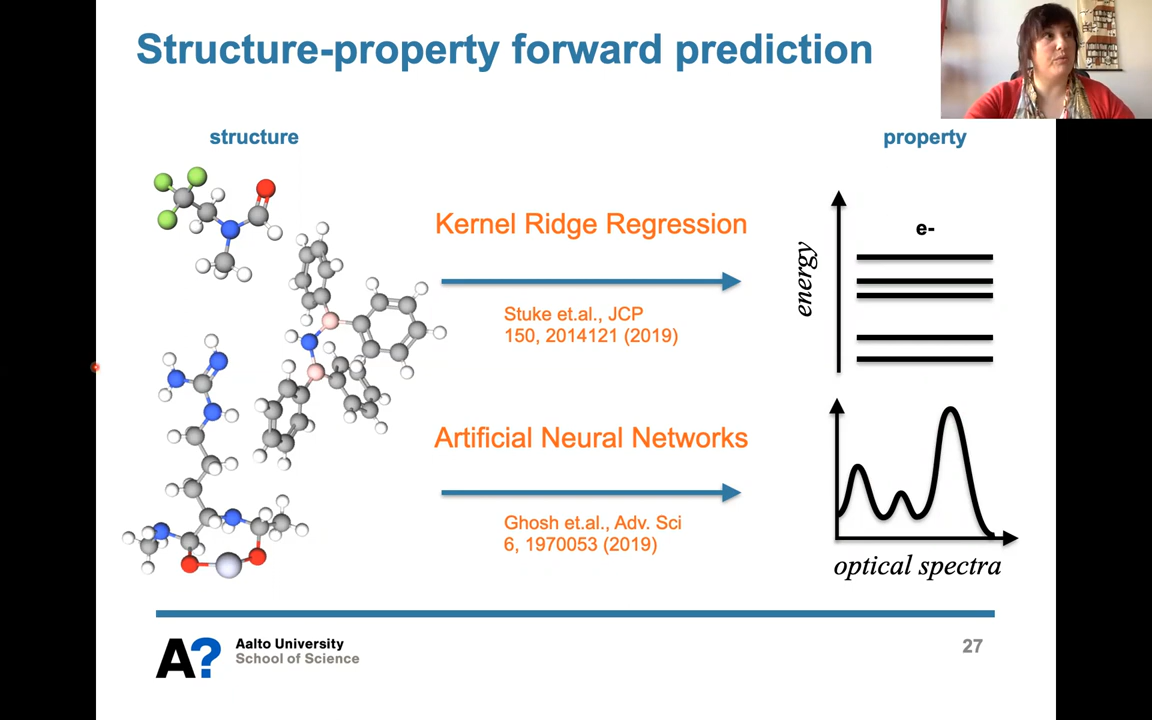 Structure-property forward prediction
structure
property
Kernel Ridge Regression
Stuke et.al., JCP
150, 2014121 (2019)
energy
e-
Artificial Neural Networks
Ghosh et.al., Adv. Sci
6, 1970053 (2019)
optical spectra
A?
Aalto University
School of Science
27